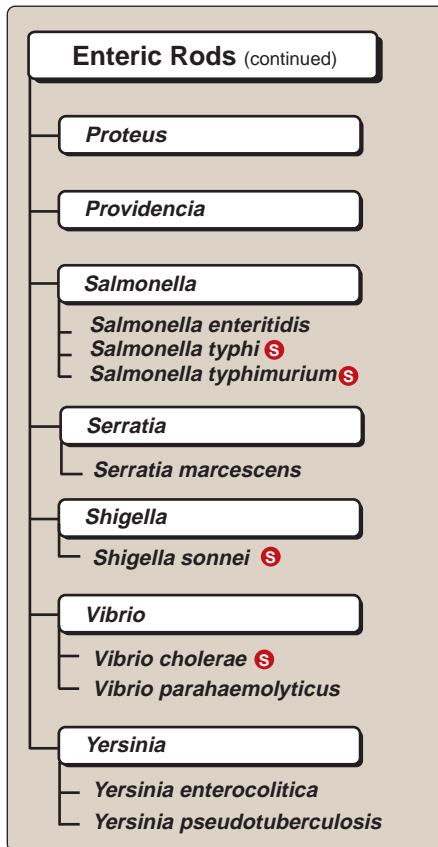 Enteric Rods (continued)
Proteus
Providencia
Salmonella
Salmonella enteritidis
Salmonella typhi S
Salmonella typhimurium S
Serratia
Serratia marcescens
Shigella
Shigella sonnei S
Vibrio
Vibrio cholerae S
Vibrio parahaemolyticus
Yersinia
Yersinia enterocolitica
Yersinia pseudotuberculosis